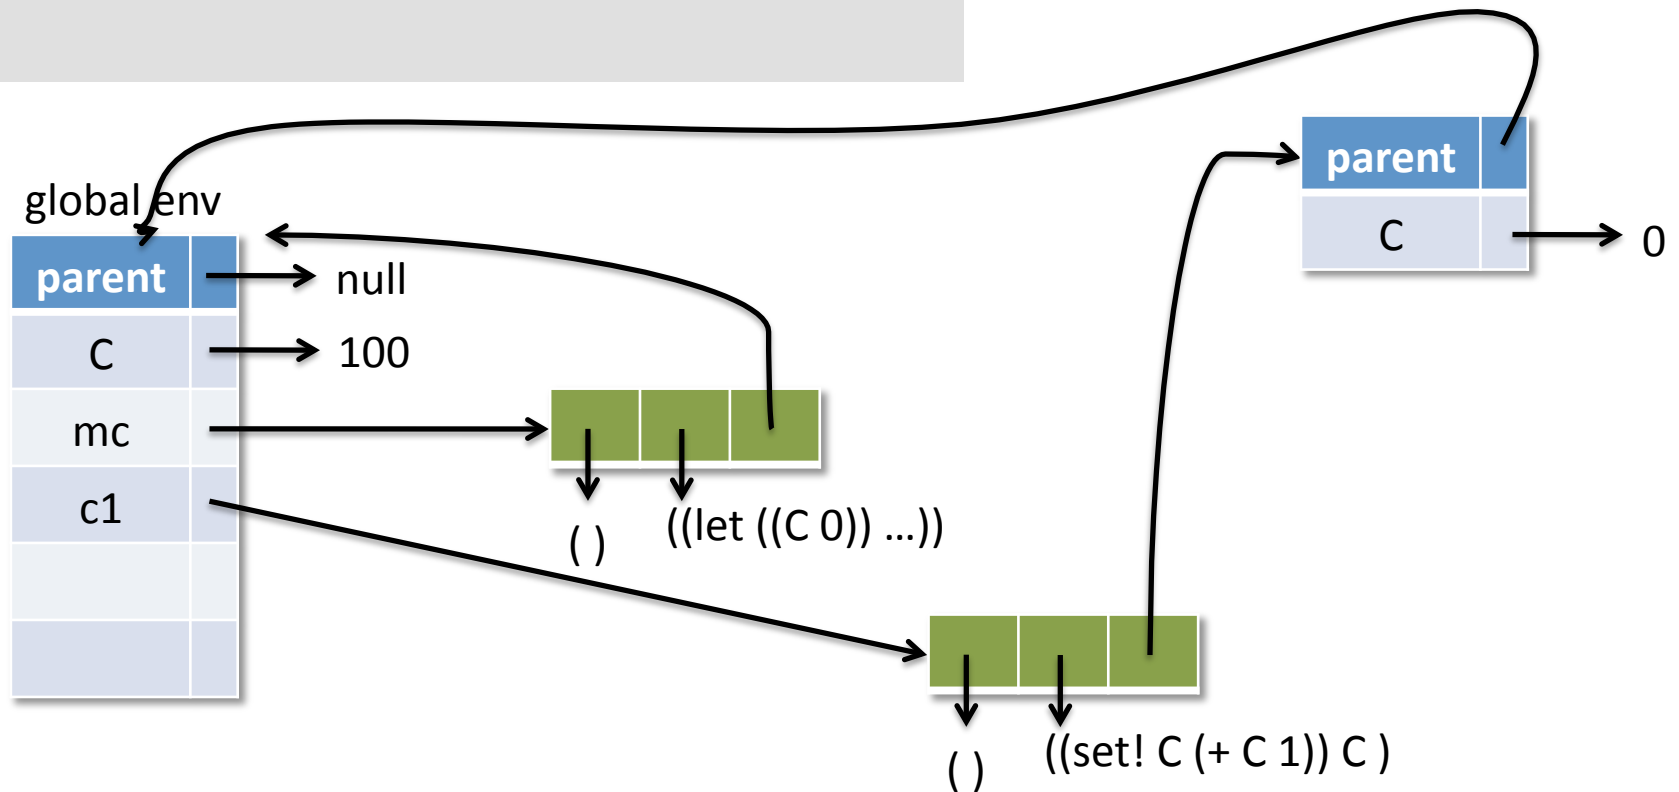 global env
parent
null
C
100
mc
c1
( )
((let ((C 0)) ...))
parent
C
0
( )
((set! C (+ C 1)) C )